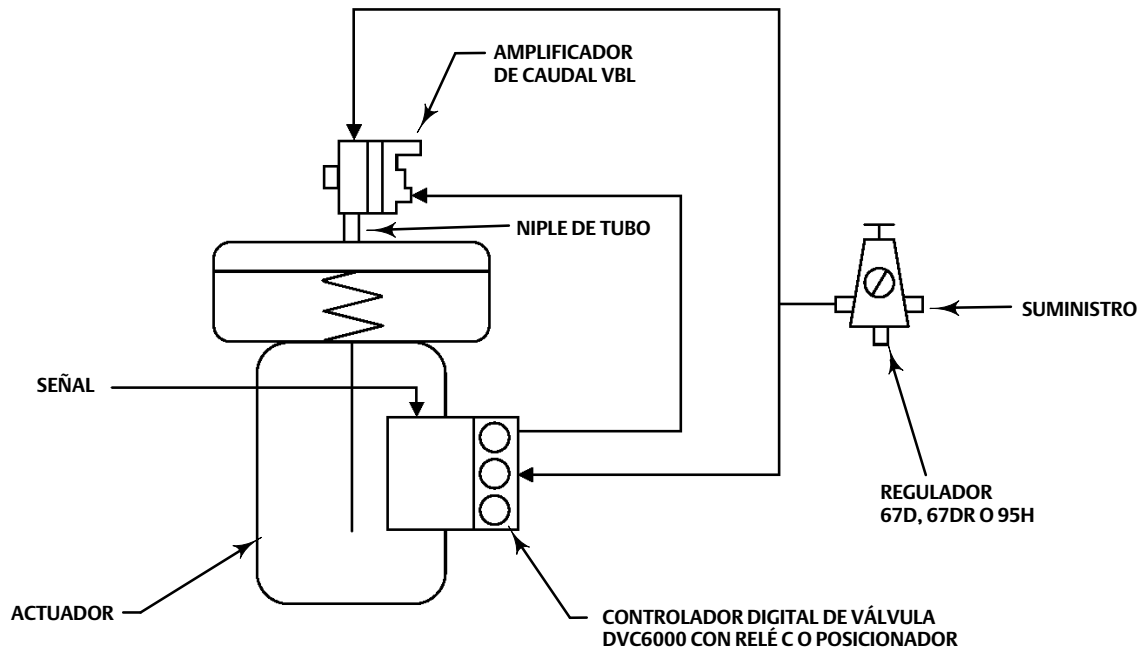 AMPLIFICADOR
DE CAUDAL VBL
NIPLE DE TUBO
SUMINISTRO
SEÑAL
REGULADOR
67D, 67DR O 95H
ACTUADOR
CONTROLADOR DIGITAL DE VÁLVULA
DVC6000 CON RELÉ C O POSICIONADOR